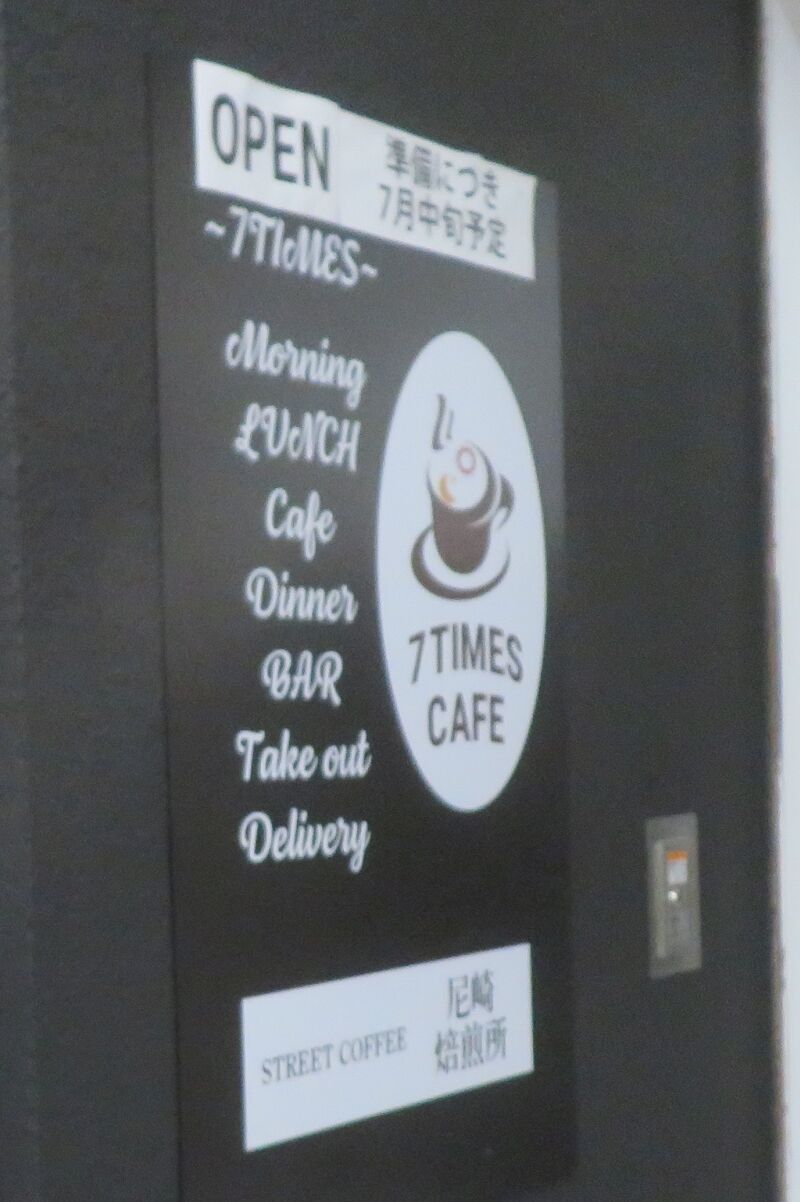 OPEN
準備につき
7月中旬予定
~7TIMES~
Morning
LUNCH
Cafe
Dinner
BAR
Take out
Delivery
7TIMES
CAFE
STREET COFFEE
尼崎
焙煎所